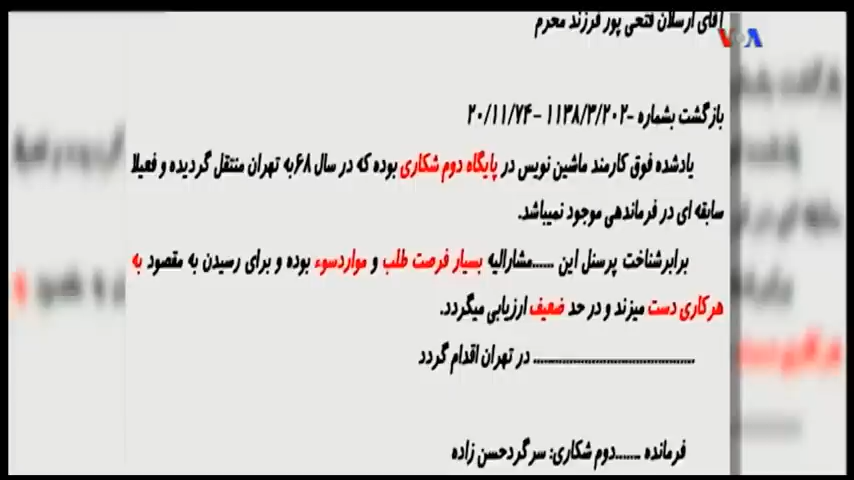 آقای ارسلان فتحی پور فرزند محرم
VOA
بازگشت بشماره -۱۱۳۸/۳/۲۰۲ – ۲۰/۱۱/۷۴
یادشده فوق کارمند ماشین نویس در پایگاه دوم شکاری بوده که در سال ۶۸به تهران منتقل گردیده و فعیلا
سابقه ای در فرماندهی موجود نمیباشد.
برابرشناخت پرسنل این ......مشارالیه بسیار فرصت طلب و مواردسوء بوده و برای رسیدن به مقصود به
هرکاری دست میزند و در حد ضعیف ارزیابی میگردد.
............................................ در تهران اقدام گردد
فرمانده .......دوم شکاری: سرگردحسن زاده